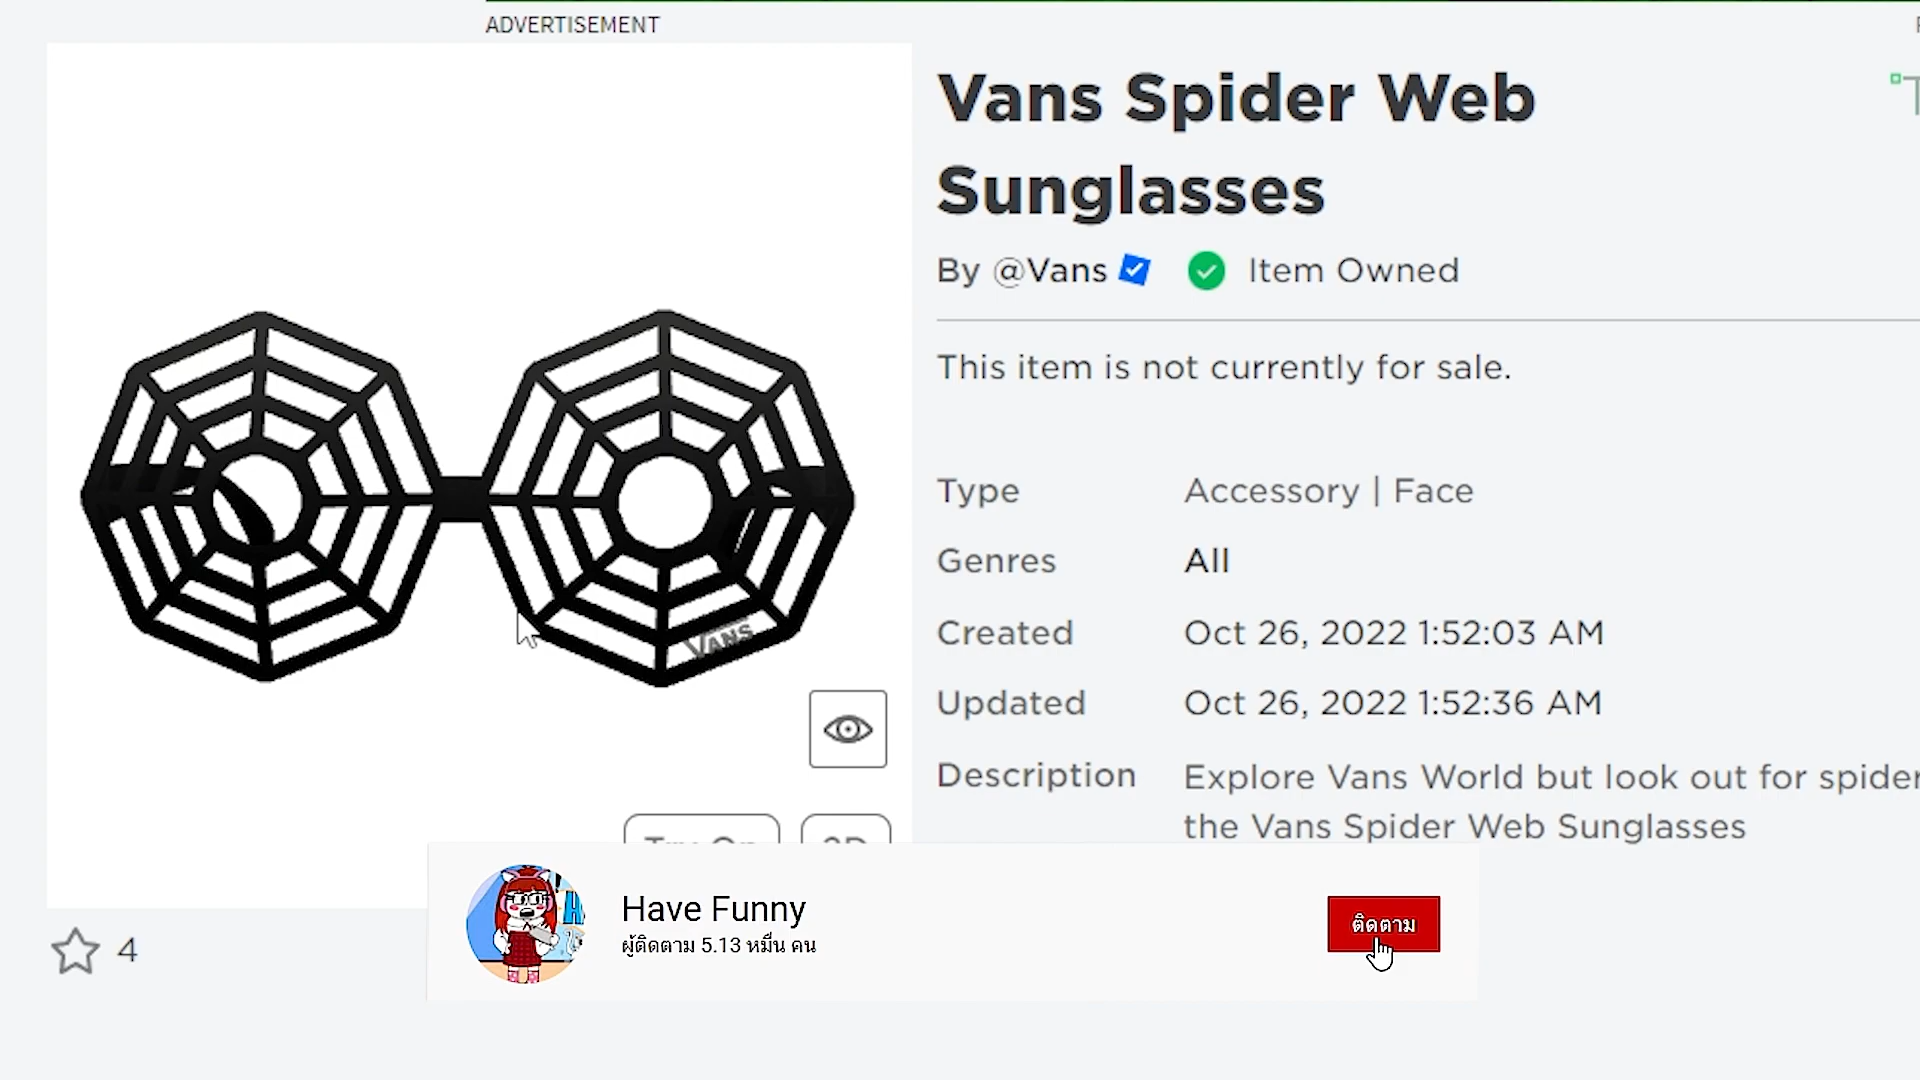 ADVERTISEMENT
Vans Spider Web
Sunglasses
By @Vans
Item Owned
This item is not currently for sale.
Type
Accessory | Face
Genres
All
Created
Oct 26, 2022 1:52:03 AM
Updated
Oct 26, 2022 1:52:36 AM
Description
Explore Vans World but look out for spider
the Vans Spider Web Sunglasses
VANS
Try On
3D
4
Have Funny
ผู้ติดตาม 5.13 หมื่น คน
ติดตาม